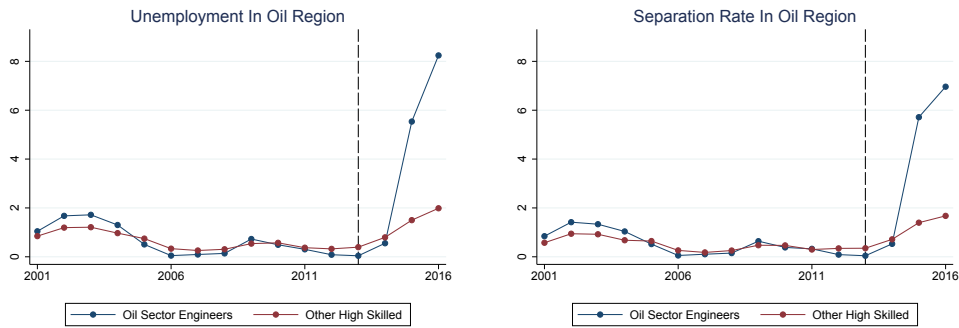 Unemployment In Oil Region
8
6
4
2
0
2001 2006 2011 2016
Oil Sector Engineers Other High Skilled
Separation Rate In Oil Region
8
6
4
2
0
2001 2006 2011 2016
Oil Sector Engineers Other High Skilled